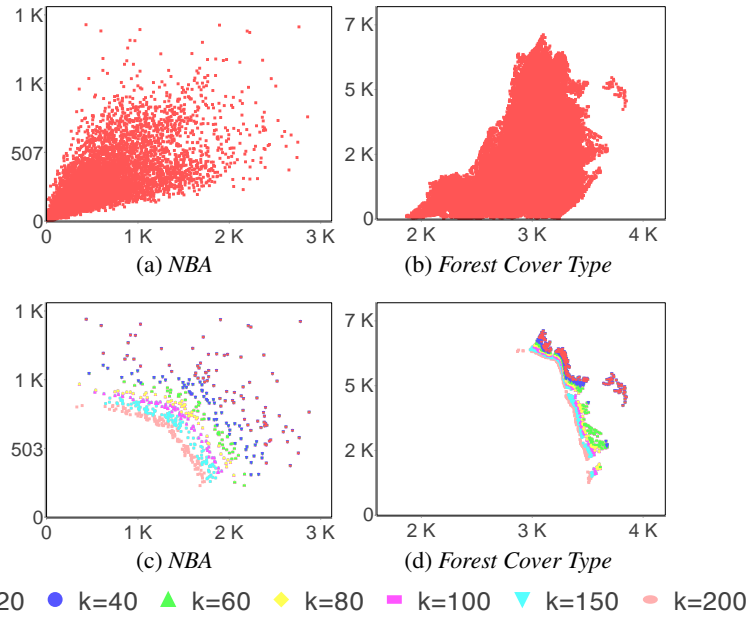 1 K
1 K
507
0
0
1 K
2 K
3 K
(a) NBA
7 K
5 K
2 K
0
2 K
3 K
4 K
(b) Forest Cover Type
1 K
1 K
503
0
0
1 K
2 K
3 K
(c) NBA
7 K
5 K
2 K
0
2 K
3 K
4 K
(d) Forest Cover Type
20 k=40 k=60 k=80 k=100 k=150 k=200